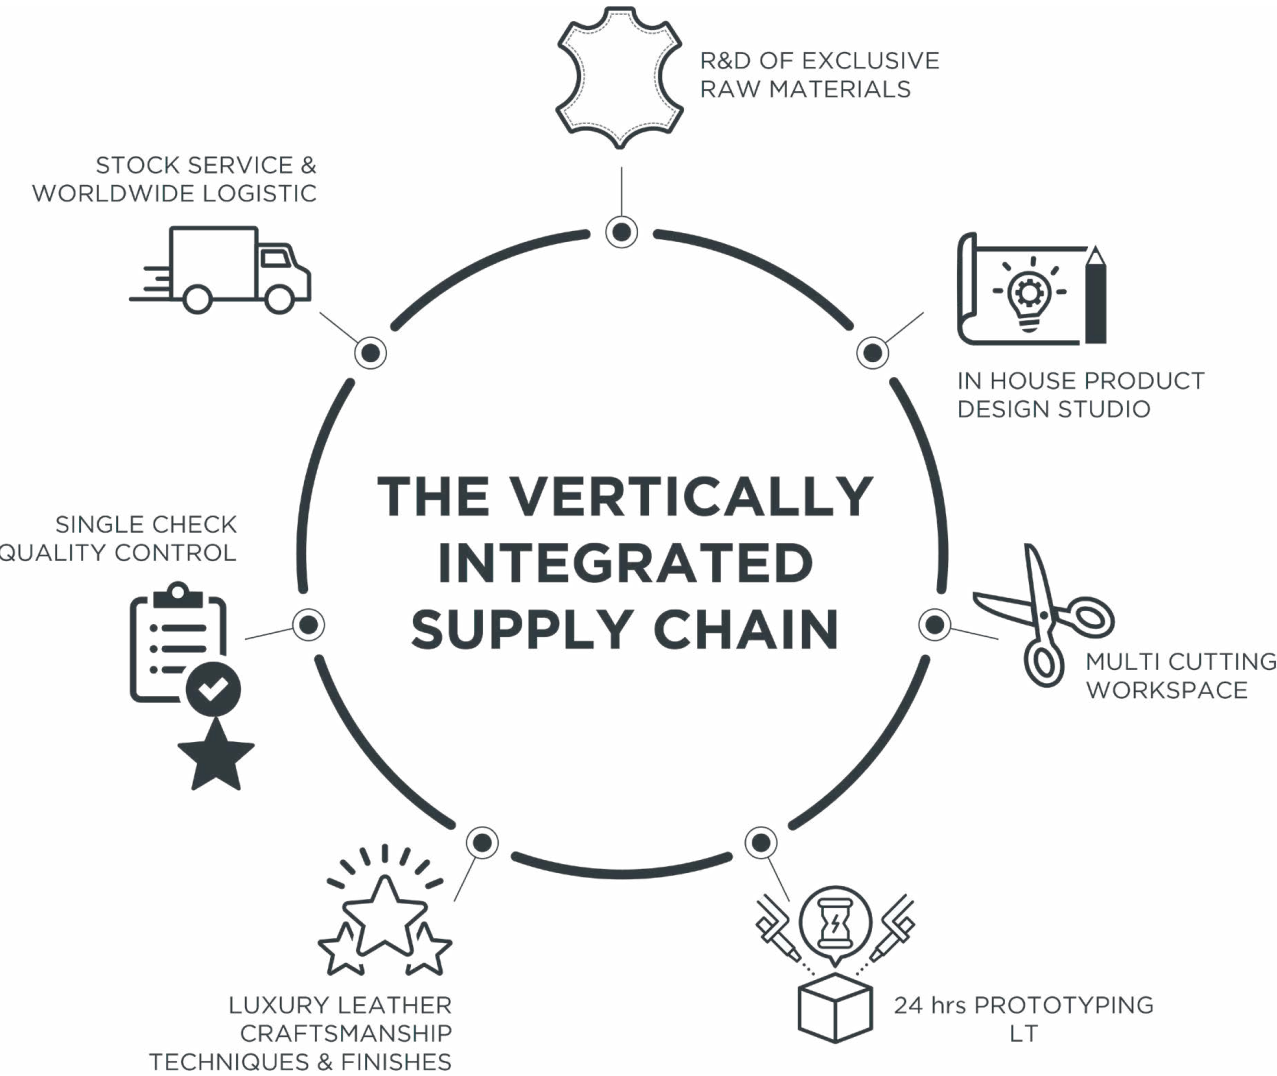 R&D OF EXCLUSIVE
RAW MATERIALS
STOCK SERVICE &
WORLDWIDE LOGISTIC
IN HOUSE PRODUCT
DESIGN STUDIO
THE VERTICALLY
INTEGRATED
SUPPLY CHAIN
SINGLE CHECK
QUALITY CONTROL
MULTI CUTTING
WORKSPACE
LUXURY LEATHER
CRAFTSMANSHIP
TECHNIQUES & FINISHES
24 hrs PROTOTYPING
LT